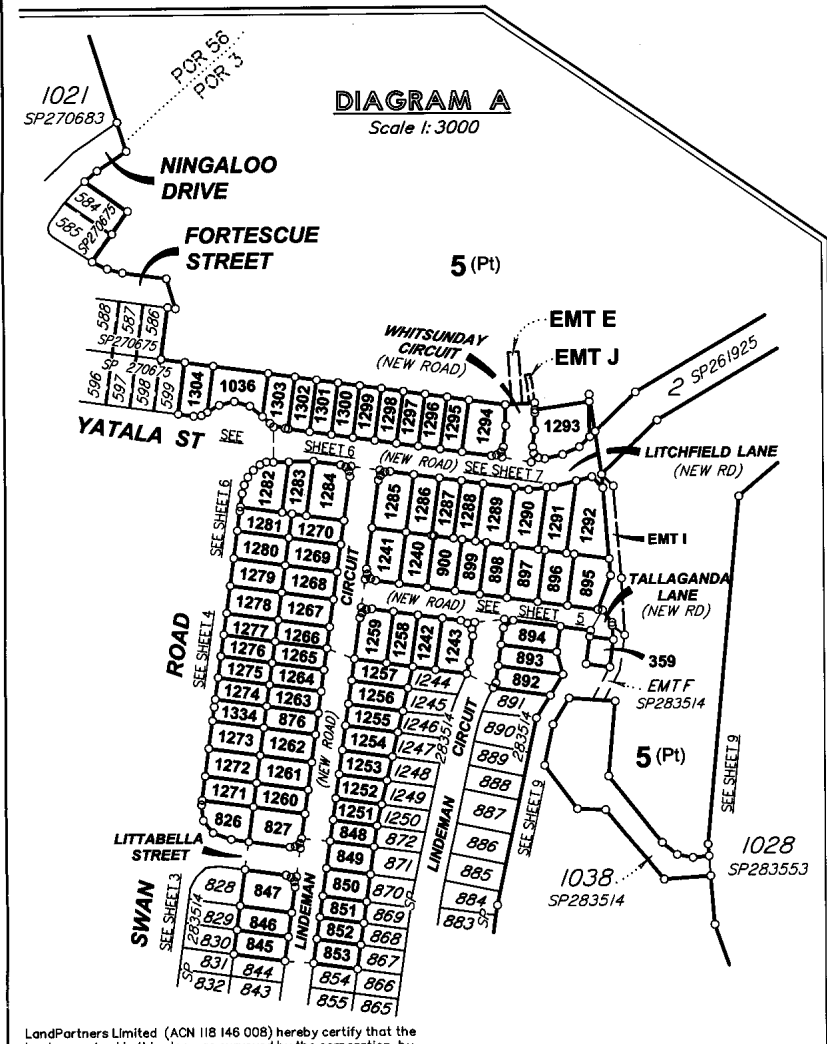 POR 56
POR 3
1021
SP270683
DIAGRAM A
Scale 1: 3000
NINGALOO
DRIVE
584
585
SP270675
FORTESCUE
STREET
5 (Pt)
588
587
586
SP270675
SP 270675
596
597
598
599
1304
1036
1303
1302
1301
1300
1299
1298
1297
1296
1295
1294
WHITSUNDAY
CIRCUIT
(NEW ROAD)
EMT E
EMT J
1293
2 SP261925
YATALA ST
SEE
SHEET 6
(NEW ROAD)
SEE SHEET 7
LITCHFIELD LANE
(NEW RD)
SEE SHEET 6
1282
1283
1284
1285
1286
1287
1288
1289
1290
1291
1292
1281
1270
1280
1269
1279
1268
1278
1267
1277
1266
1276
1265
1275
1264
1274
1263
1334
876
1273
1262
1272
1261
1271
1260
826
827
CIRCUIT
(NEW ROAD)
LINDEMAN
1241
1240
900
899
898
897
896
895
EMT I
TALLAGANDA
LANE
(NEW RD)
(NEW ROAD)
SEE
SHEET
5
359
EMT F
SP283514
1259
1258
1242
1243
894
893
892
1257
1244
1256
1245
1255
1246
1254
1247
1253
1248
1252
1249
1251
1250
848
872
849
871
850
870
851
869
852
868
853
867
854
866
855
865
SP
283514
CIRCUIT
LINDEMAN
891
890
889
888
887
886
885
884
883
SP
283514
SEE SHEET 9
5 (Pt)
SEE SHEET 9
1028
SP283553
1038
SP283514
ROAD
SEE SHEET 4
LITTABELLA
STREET
SWAN
SEE SHEET 3
828
847
829
846
830
845
831
844
832
843
SP
283514
LandPartners Limited (ACN 118 146 008) hereby certify that the